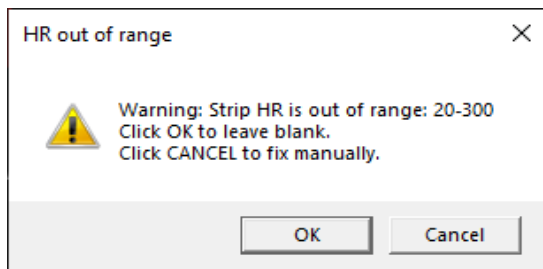 HR out of range
Warning: Strip HR is out of range: 20-300
Click OK to leave blank.
Click CANCEL to fix manually.
OK Cancel